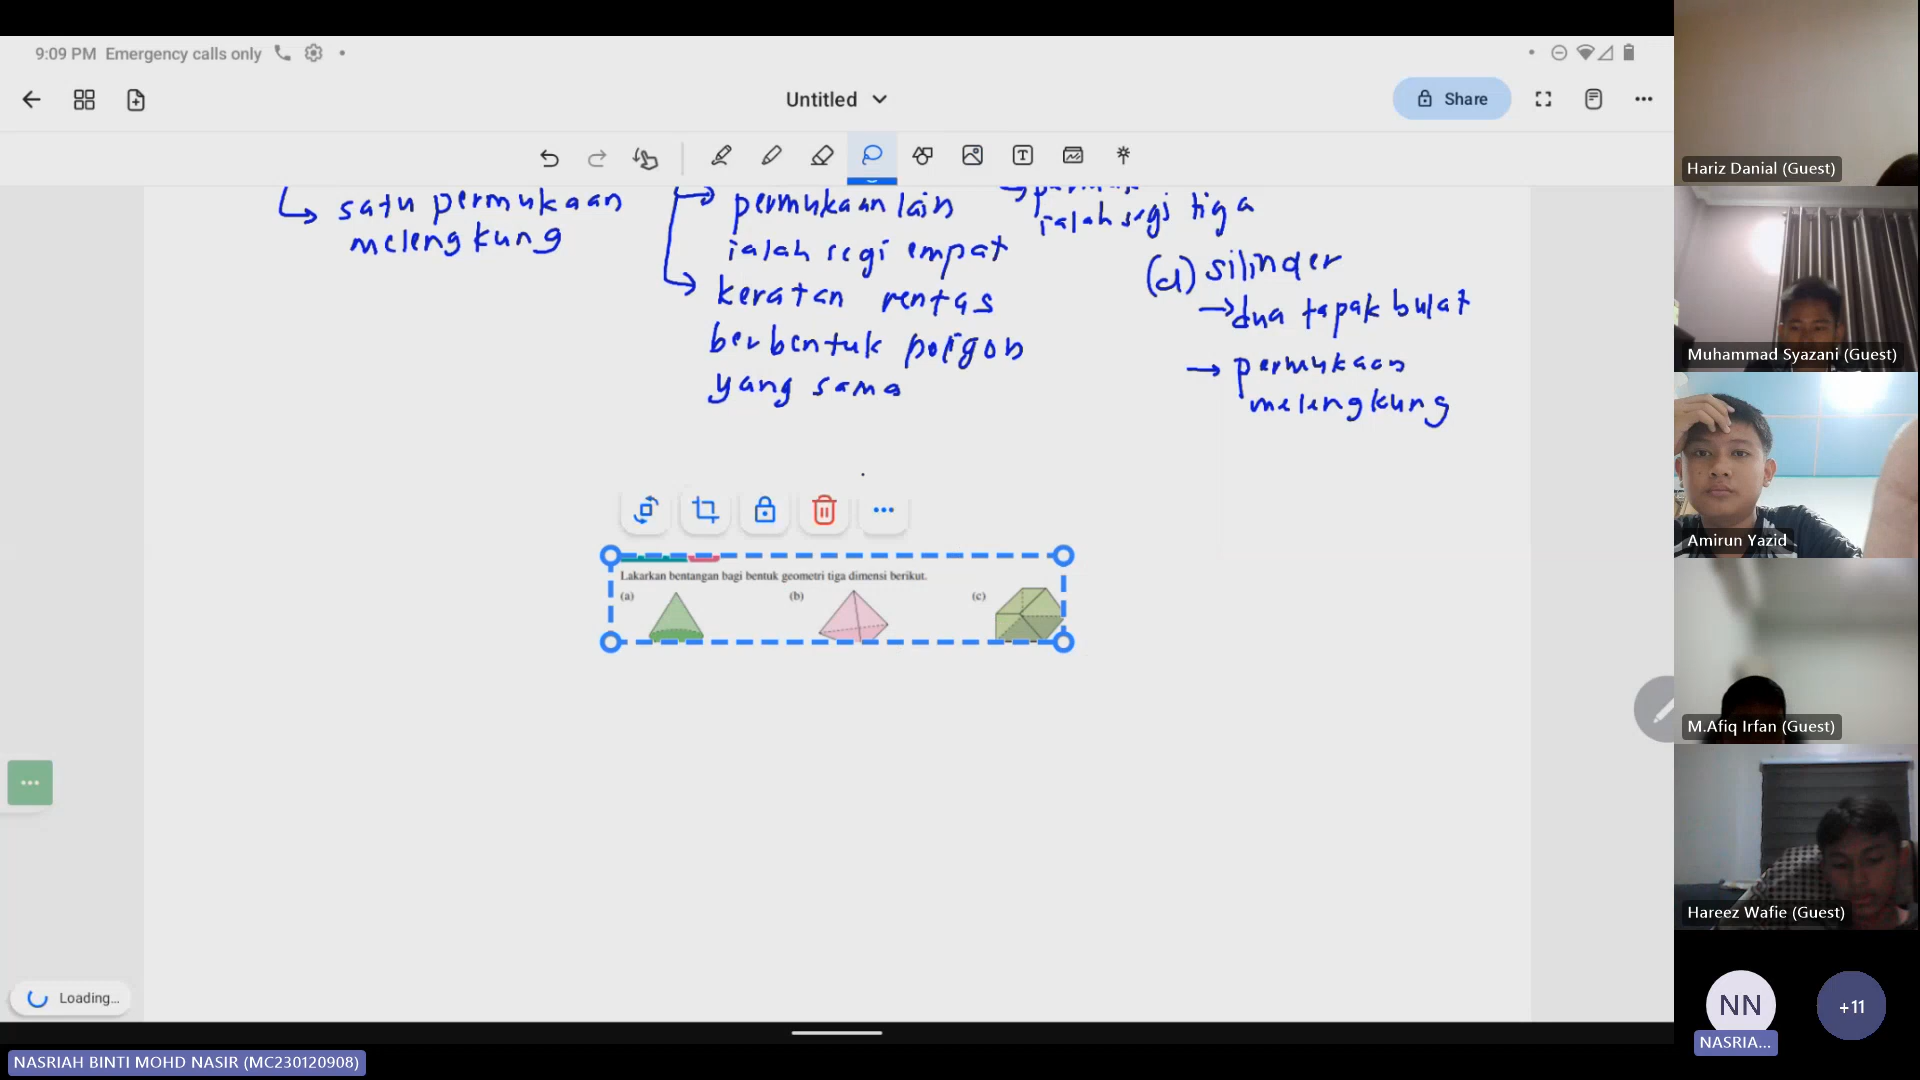 9:09 PM Emergency calls only
Untitled
Share
satu permukaan
melengkung
permukaan lain
ialah segi empat
keratan rentas
berbentuk poligon
yang sama
ialah segi tiga
(d) silinder
→ dua tapak bulat
→ permukaan
melengkung
Lakarkan bentangan bagi bentuk geometri tiga dimensi berikut.
(a) (b) (c)
Loading...
NASRIAH BINTI MOHD NASIR (MC230120908)
Hariz Danial (Guest)
Muhammad Syazani (Guest)
Amirun Yazid
M.Afiq Irfan (Guest)
Hareez Wafie (Guest)
NN
+11
NASRIA...